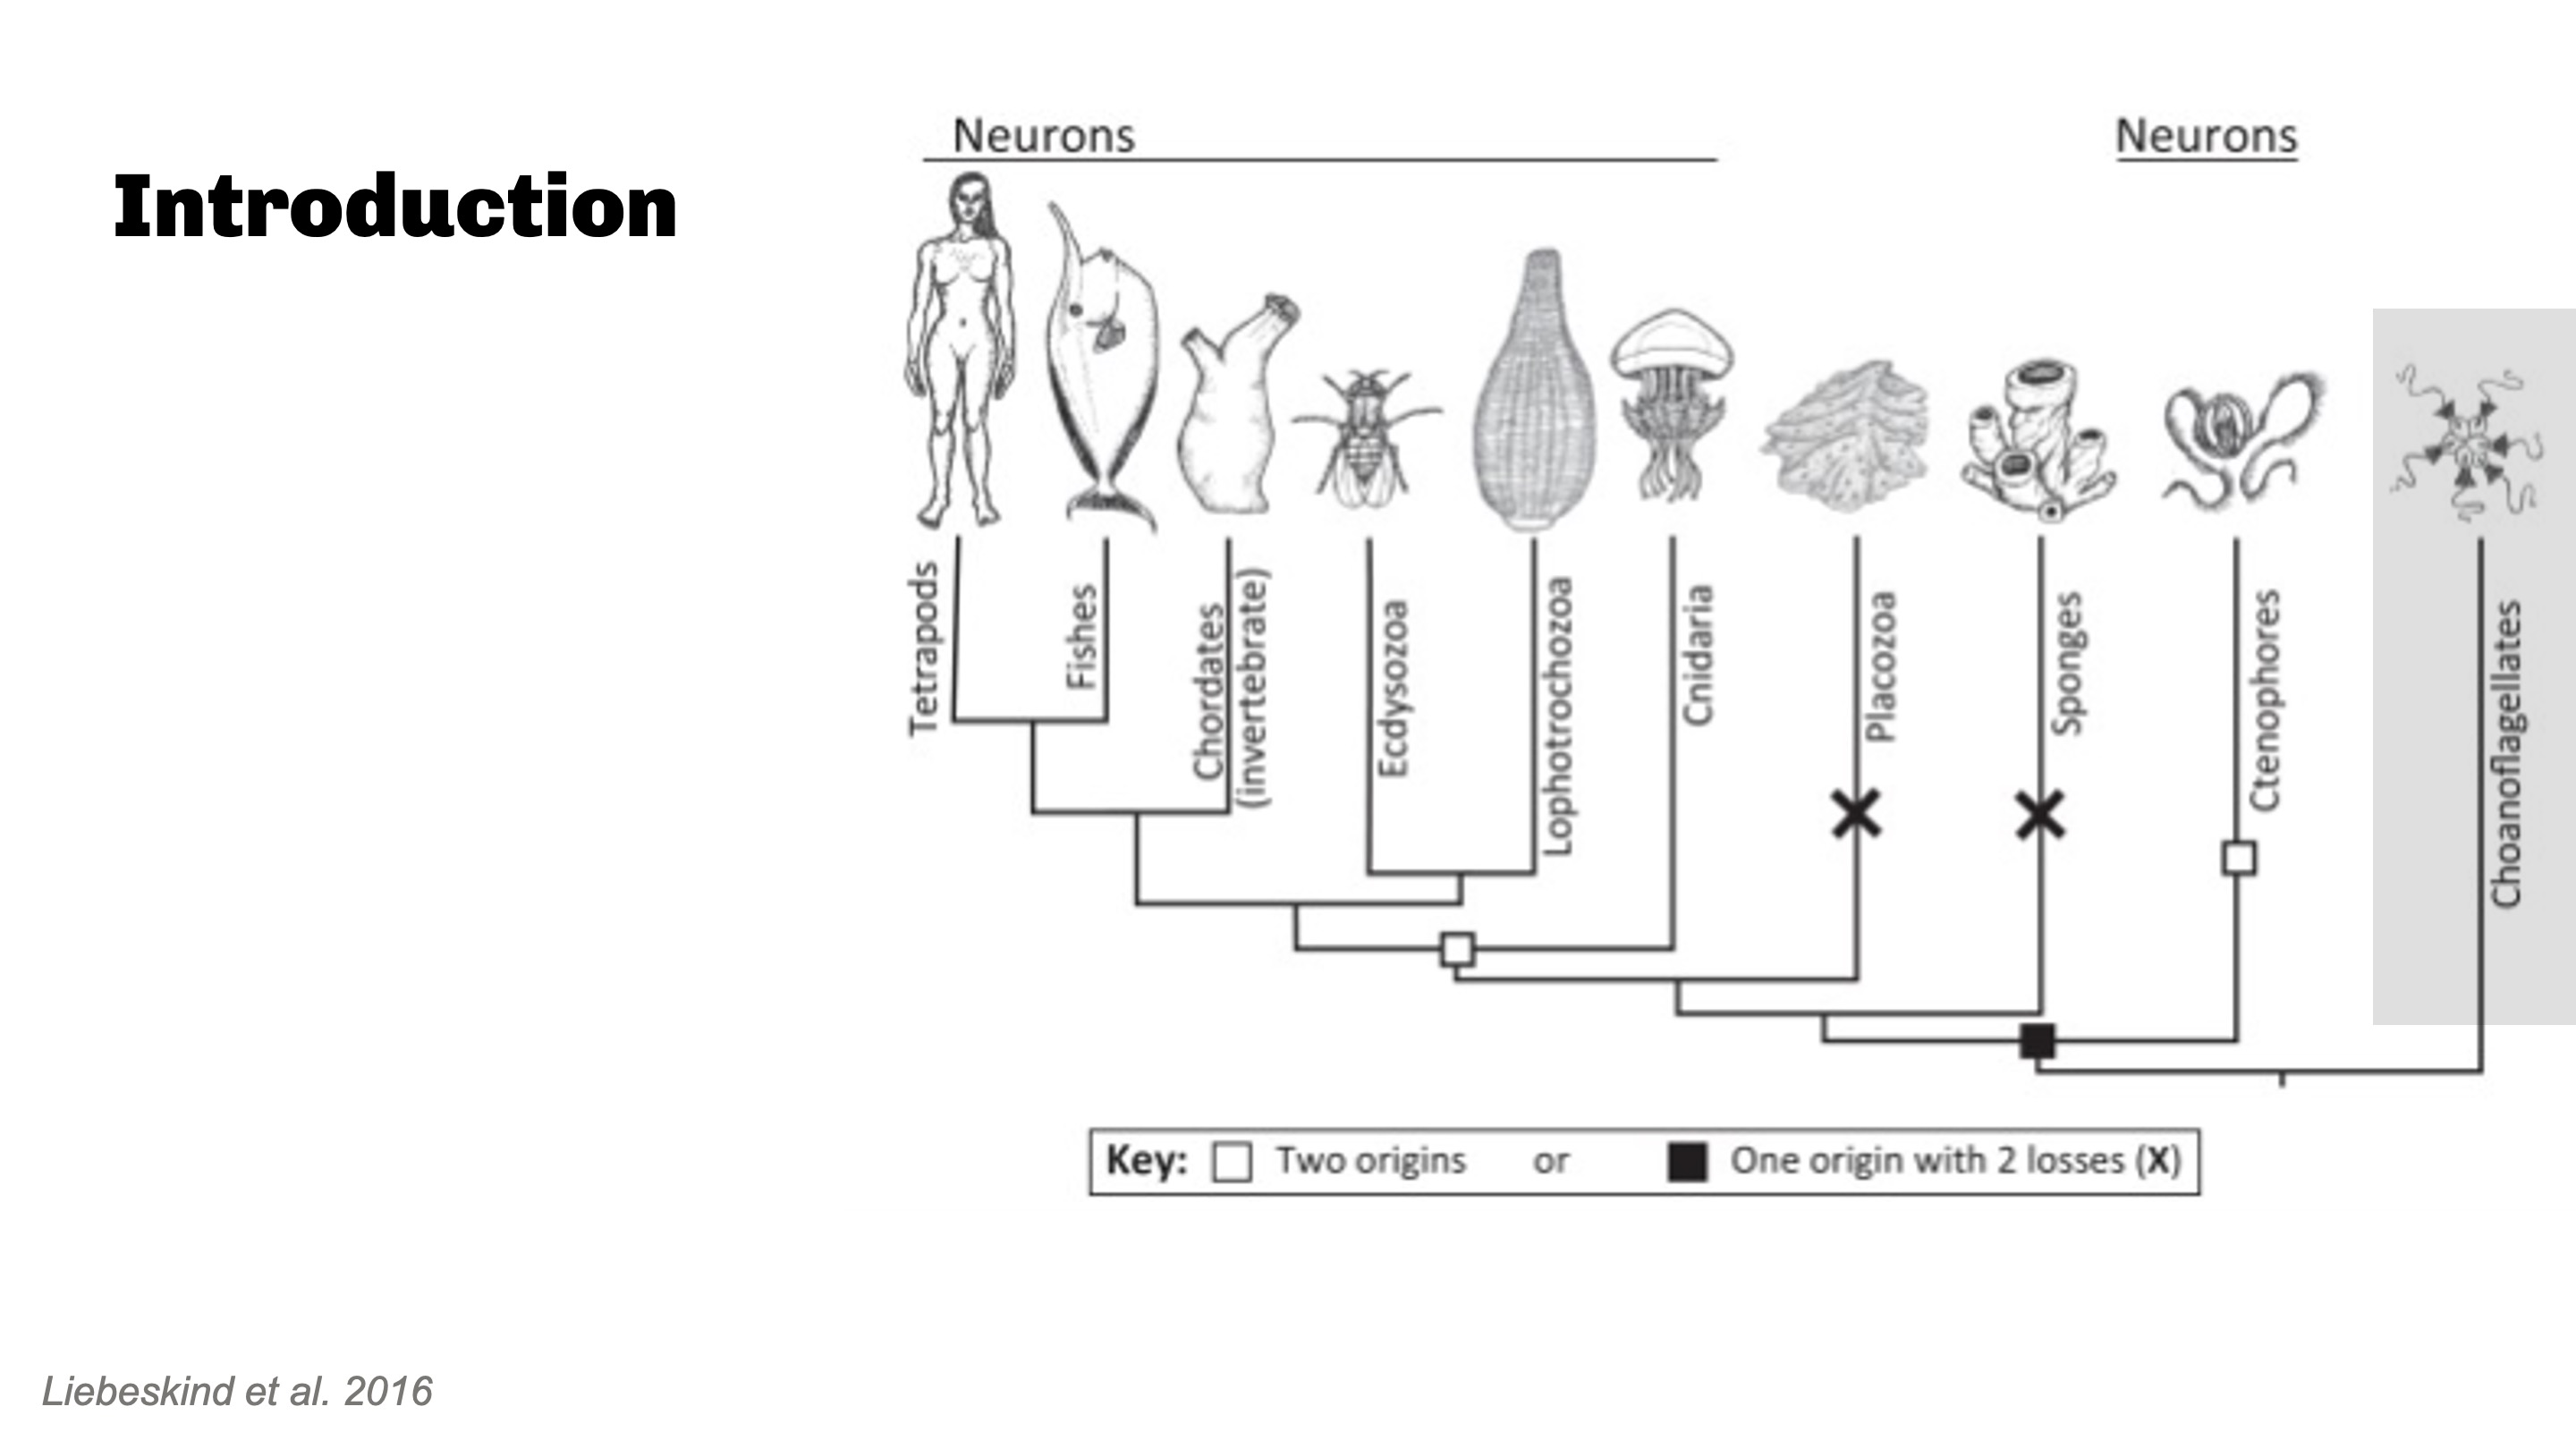 Introduction
Neurons
Neurons
Tetrapods
Fishes
Chordates
(invertebrate)
Ecdysozoa
Lophotrochozoa
Cnidaria
Placozoa
Sponges
Ctenophores
Choanoflagellates
Key: Two origins or One origin with 2 losses (X)
Liebeskind et al. 2016